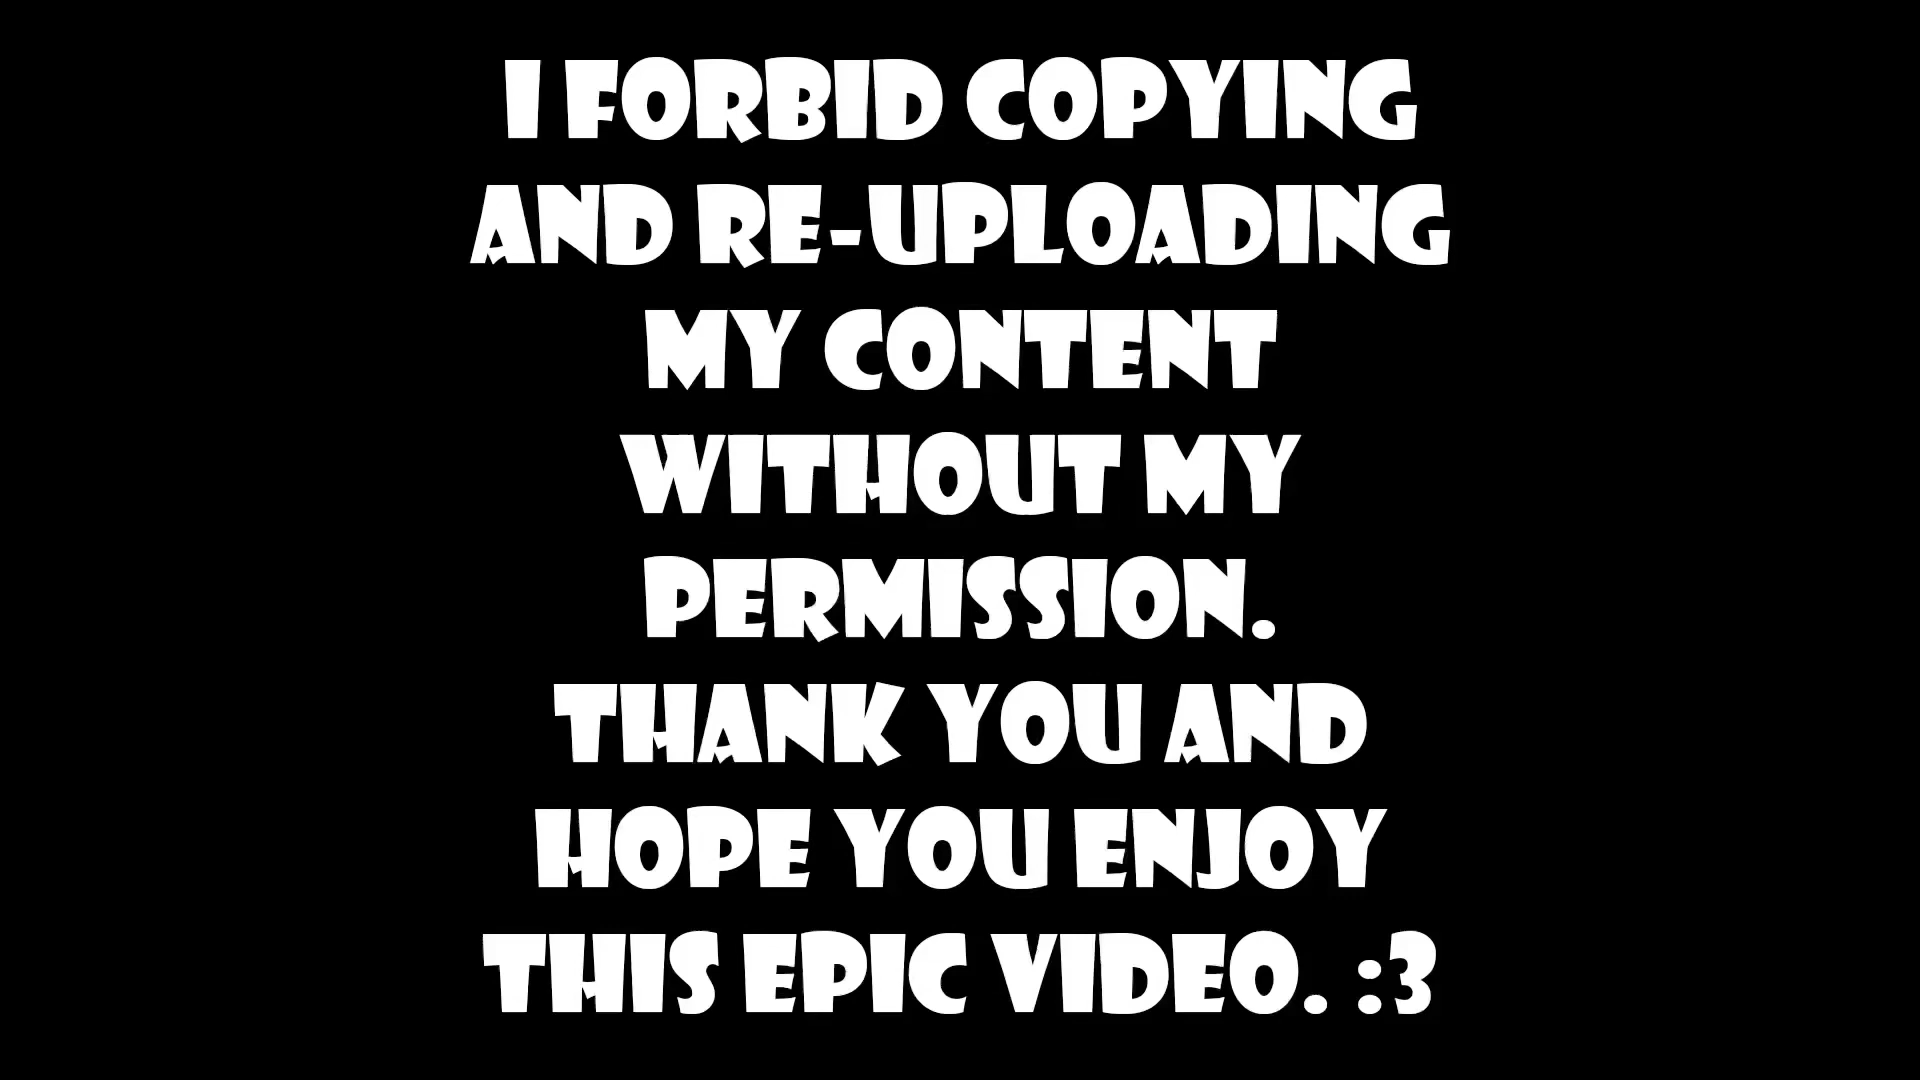 I FORBID COPYING
AND RE-UPLOADING
MY CONTENT
WITHOUT MY
PERMISSION.
THANK YOU AND
HOPE YOU ENJOY
THIS EPIC VIDEO. :3